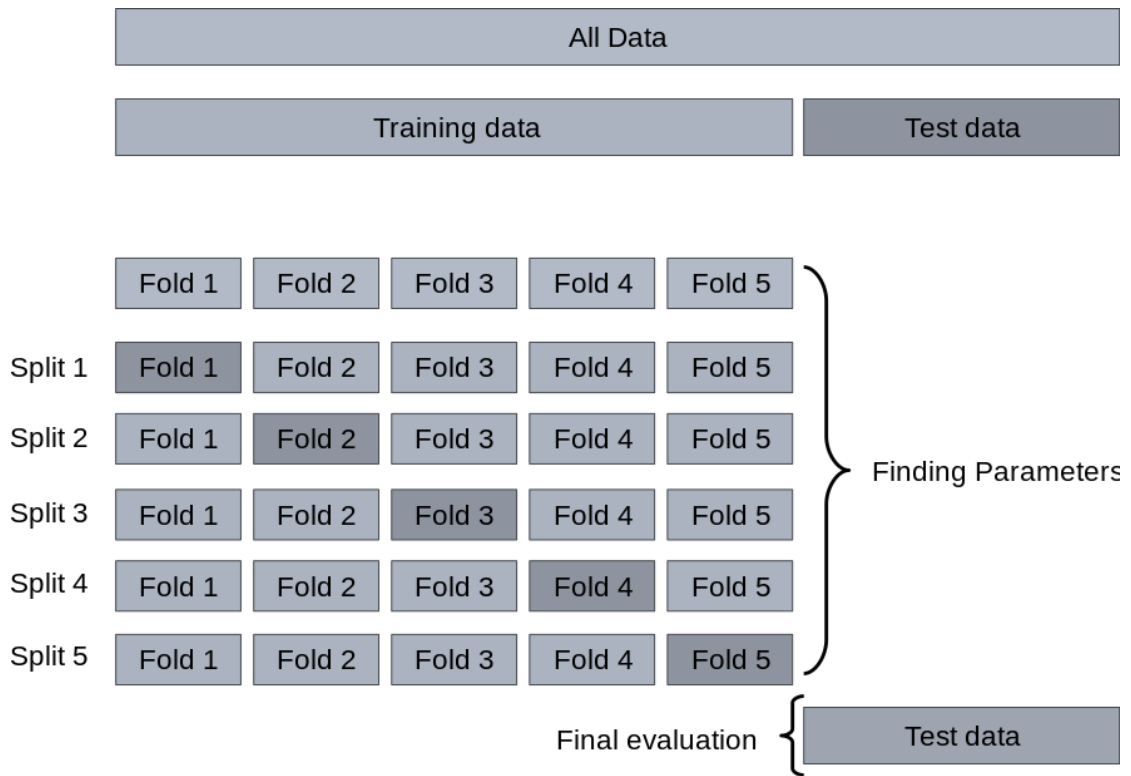 All Data
Training data Test data
Fold 1 Fold 2 Fold 3 Fold 4 Fold 5
Split 1 Fold 1 Fold 2 Fold 3 Fold 4 Fold 5
Split 2 Fold 1 Fold 2 Fold 3 Fold 4 Fold 5
Finding Parameters
Split 3 Fold 1 Fold 2 Fold 3 Fold 4 Fold 5
Split 4 Fold 1 Fold 2 Fold 3 Fold 4 Fold 5
Split 5 Fold 1 Fold 2 Fold 3 Fold 4 Fold 5
Final evaluation Test data